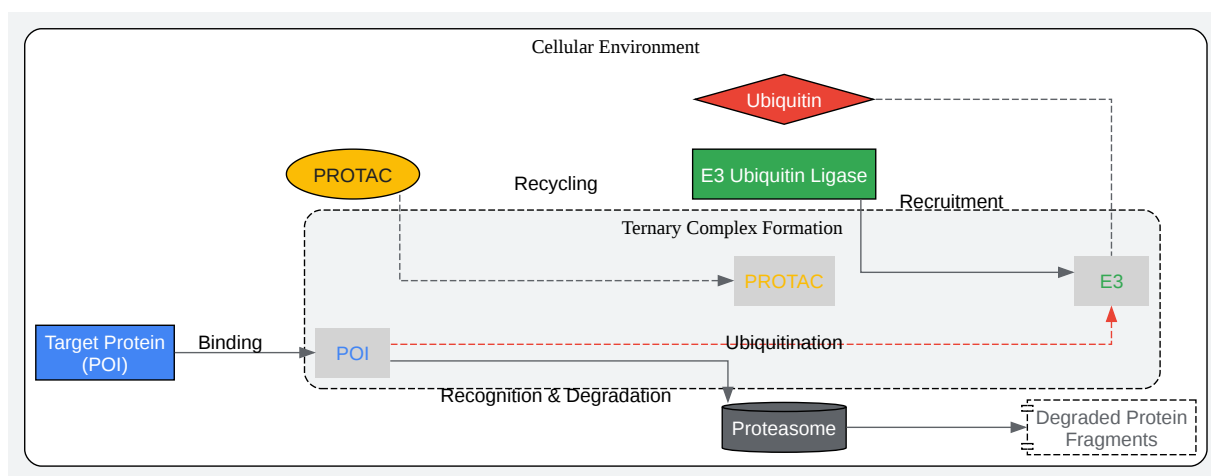 Cellular Environment
Ubiquitin
PROTAC
Recycling
E3 Ubiquitin Ligase
Recruitment
Ternary Complex Formation
PROTAC
E3
Target Protein
(POI)
Binding
POI
Ubiquitination
Recognition & Degradation
Proteasome
Degraded Protein
Fragments